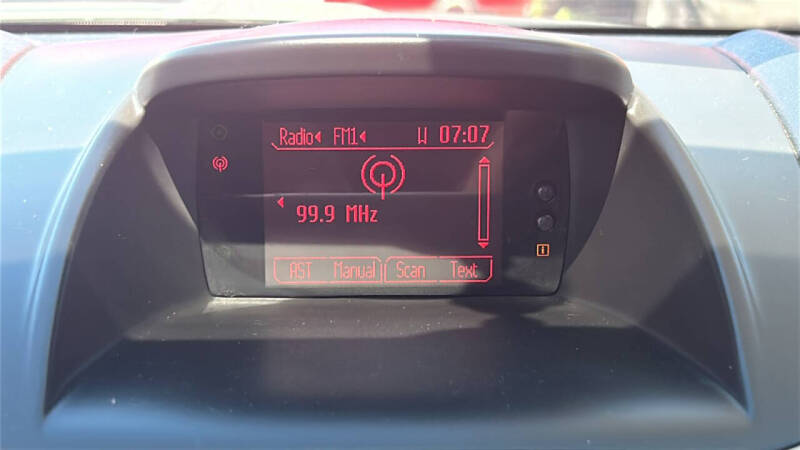 Radio FM1 W 07:07
99.9 MHz
AST Manual Scan Text
i